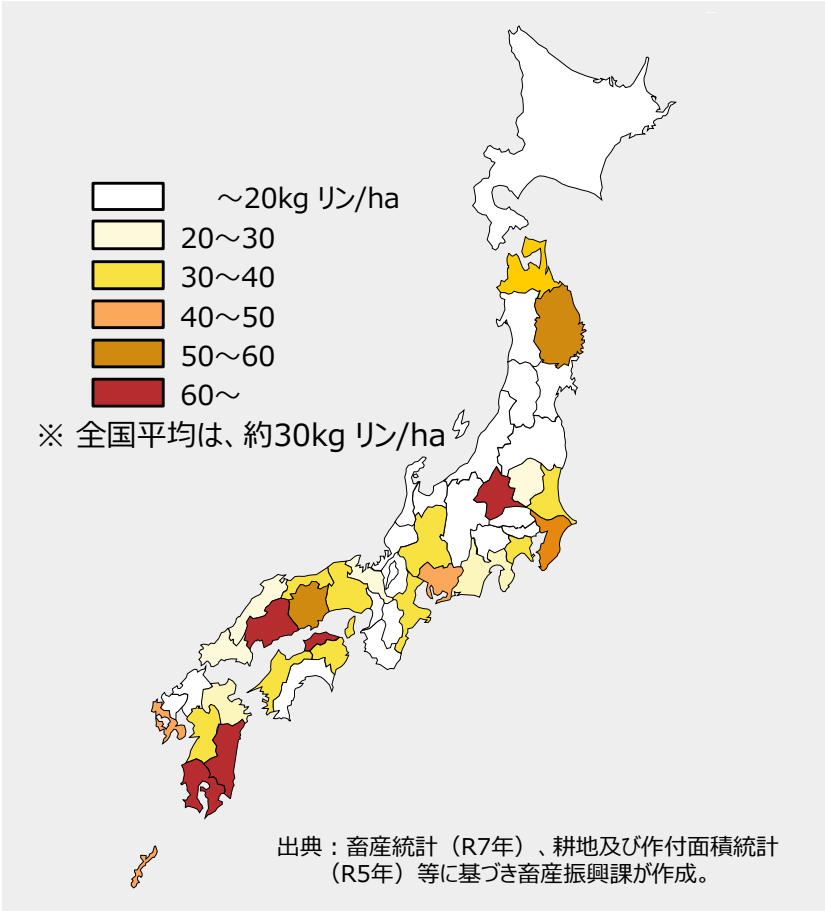 ～20kg リン/ha
20～30
30～40
40～50
50～60
60～
※ 全国平均は、約30kg リン/ha
出典：畜産統計（R7年）、耕地及び作付面積統計
（R5年）等に基づき畜産振興課が作成。